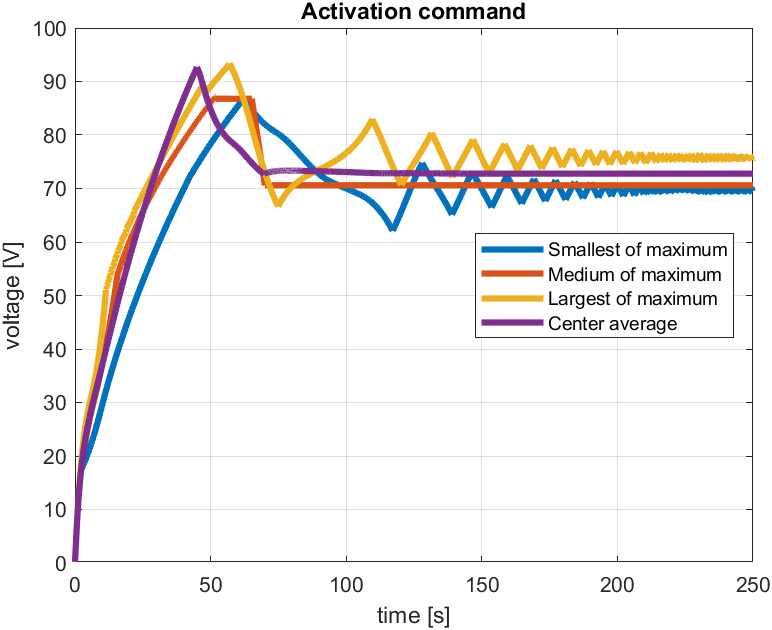 Activation command
voltage [V]
100
90
80
70
60
50
40
30
20
10
0
Smallest of maximum
Medium of maximum
Largest of maximum
Center average
0
50
100
150
200
250
time [s]